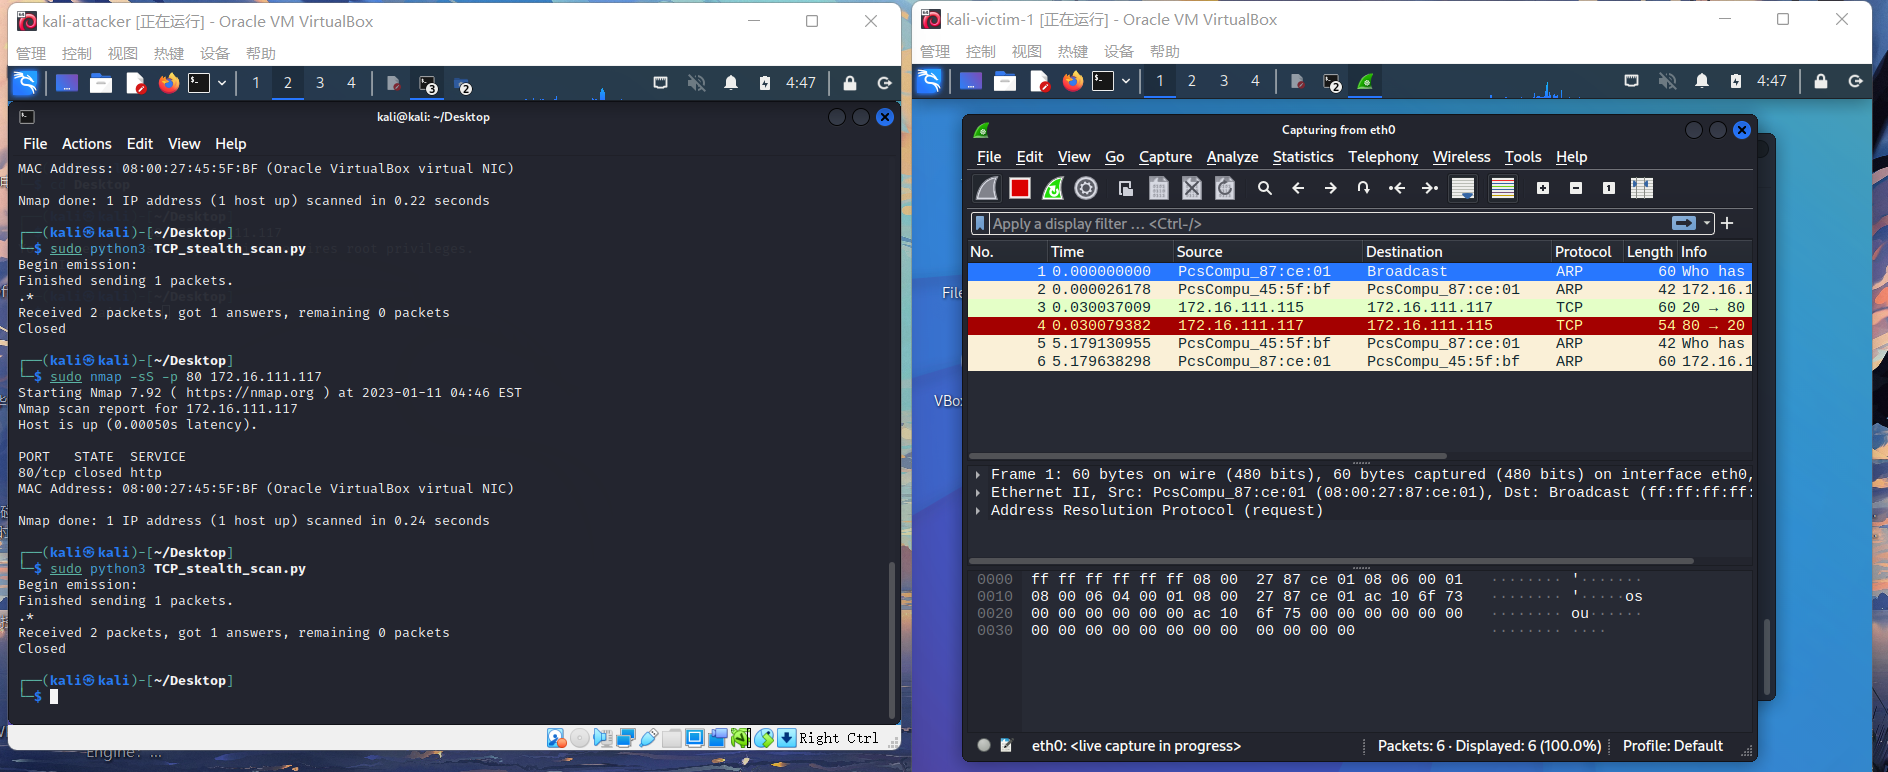 kali-attacker [正在运行] - Oracle VM VirtualBox
管理 控制 视图 热键 设备 帮助
1 2 3 4 3 2 4:47
kali@kali: ~/Desktop
File Actions Edit View Help
MAC Address: 08:00:27:45:5F:BF (Oracle VirtualBox virtual NIC)
Nmap done: 1 IP address (1 host up) scanned in 0.22 seconds
┌──(kali㉿kali)-[~/Desktop]
└─$ sudo python3 TCP_stealth_scan.py
Begin emission:
Finished sending 1 packets.
.*
Received 2 packets, got 1 answers, remaining 0 packets
Closed
┌──(kali㉿kali)-[~/Desktop]
└─$ sudo nmap -sS -p 80 172.16.111.117
Starting Nmap 7.92 ( https://nmap.org ) at 2023-01-11 04:46 EST
Nmap scan report for 172.16.111.117
Host is up (0.00050s latency).
PORT STATE SERVICE
80/tcp closed http
MAC Address: 08:00:27:45:5F:BF (Oracle VirtualBox virtual NIC)
Nmap done: 1 IP address (1 host up) scanned in 0.24 seconds
┌──(kali㉿kali)-[~/Desktop]
└─$ sudo python3 TCP_stealth_scan.py
Begin emission:
Finished sending 1 packets.
.*
Received 2 packets, got 1 answers, remaining 0 packets
Closed
┌──(kali㉿kali)-[~/Desktop]
└─$
Right Ctrl
Engine: ...
kali-victim-1 [正在运行] - Oracle VM VirtualBox
管理 控制 视图 热键 设备 帮助
1 2 3 4 2 4:47
File
VBo
Capturing from eth0
File Edit View Go Capture Analyze Statistics Telephony Wireless Tools Help
Apply a display filter ... <Ctrl-/>
No. Time Source Destination Protocol Length Info
1 0.000000000 PcsCompu_87:ce:01 Broadcast ARP 60 Who has
2 0.000026178 PcsCompu_45:5f:bf PcsCompu_87:ce:01 ARP 42 172.16.1
3 0.030037009 172.16.111.115 172.16.111.117 TCP 60 20 → 80
4 0.030079382 172.16.111.117 172.16.111.115 TCP 54 80 → 20
5 5.179130955 PcsCompu_45:5f:bf PcsCompu_87:ce:01 ARP 42 Who has
6 5.179638298 PcsCompu_87:ce:01 PcsCompu_45:5f:bf ARP 60 172.16.1
Frame 1: 60 bytes on wire (480 bits), 60 bytes captured (480 bits) on interface eth0,
Ethernet II, Src: PcsCompu_87:ce:01 (08:00:27:87:ce:01), Dst: Broadcast (ff:ff:ff:ff:
Address Resolution Protocol (request)
0000 ff ff ff ff ff ff 08 00 27 87 ce 01 08 06 00 01 ········ '·······
0010 08 00 06 04 00 01 08 00 27 87 ce 01 ac 10 6f 73 ········ '·····os
0020 00 00 00 00 00 00 ac 10 6f 75 00 00 00 00 00 00 ········ ou······
0030 00 00 00 00 00 00 00 00 00 00 00 00 ········ ····
eth0: <live capture in progress>
Packets: 6 · Displayed: 6 (100.0%)
Profile: Default